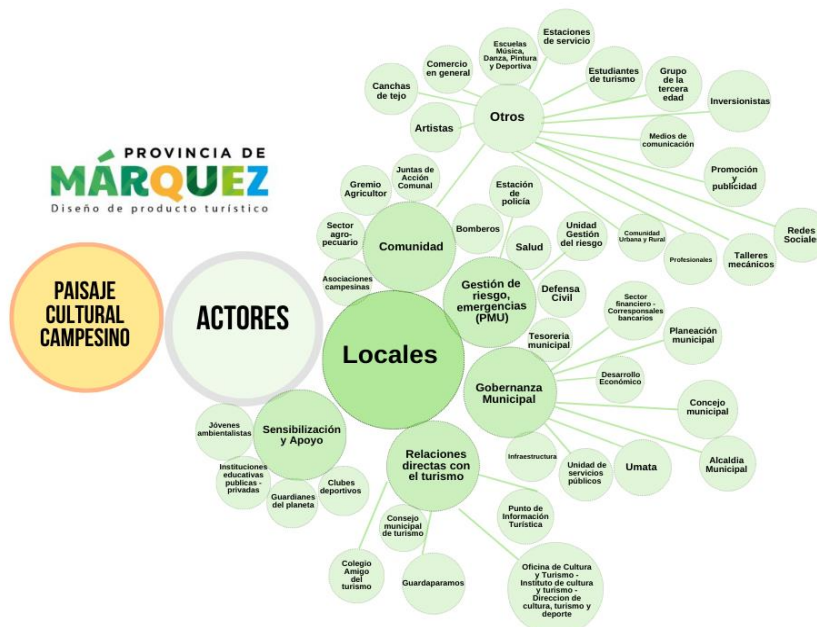 PROVINCIA DE
MÁRQUEZ
Diseño de producto turístico
PAISAJE
CULTURAL
CAMPESINO
ACTORES
Locales
Otros
Canchas
de tejo
Comercio
en general
Escuelas
Música,
Danza, Pintura
y Deportiva
Estaciones
de servicio
Estudiantes
de turismo
Grupo
de la
tercera
edad
Inversionistas
Medios de
comunicación
Promoción
y
publicidad
Redes
Sociale
Talleres
mecánicos
Profesionales
Comunidad
Urbana y Rural
Artistas
Comunidad
Juntas de
Acción
Comunal
Gremio
Agricultor
Sector
agro-
pecuario
Asociaciones
campesinas
Gestión de
riesgo,
emergencias
(PMU)
Bomberos
Estación
de
policía
Salud
Unidad
Gestión
del riesgo
Defensa
Civil
Gobernanza
Municipal
Tesoreria
municipal
Sector
financiero -
Corresponsales
bancarios
Planeación
municipal
Desarrollo
Económico
Concejo
municipal
Alcaldia
Municipal
Umata
Unidad de
servicios
públicos
Infraestructura
Relaciones
directas con
el turismo
Punto de
Información
Turística
Oficina de Cultura
y Turismo -
Instituto de cultura
y turismo -
Direccion de
cultura, turismo y
deporte
Guardaparamos
Consejo
municipal
de turismo
Colegio
Amigo
del
turismo
Sensibilización
y Apoyo
Jóvenes
ambientalistas
Instituciones
educativas
publicas -
privadas
Guardianes
del planeta
Clubes
deportivos